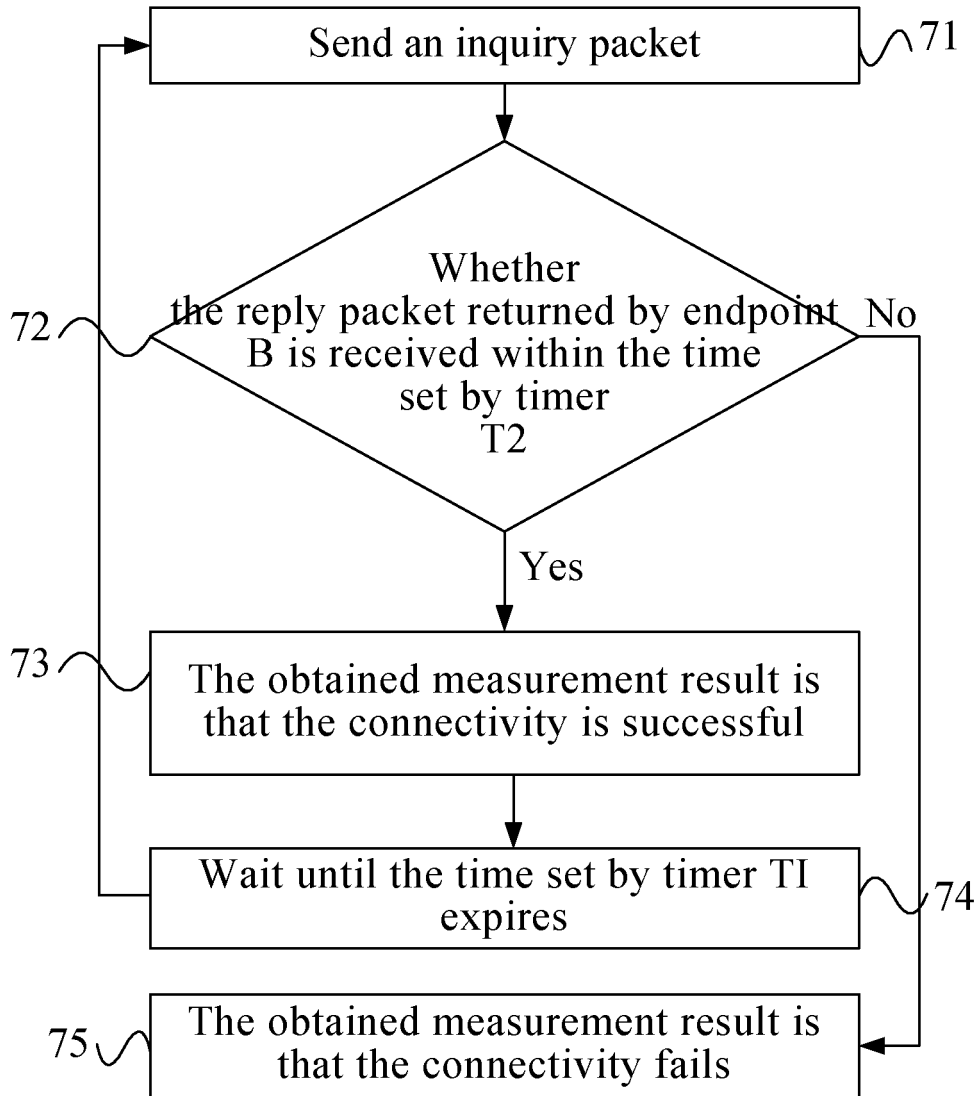 Send an inquiry packet
71
Whether
the reply packet returned by endpoint
B is received within the time
set by timer
T2
72
No
Yes
73
The obtained measurement result is
that the connectivity is successful
Wait until the time set by timer TI
expires
74
75
The obtained measurement result is
that the connectivity fails